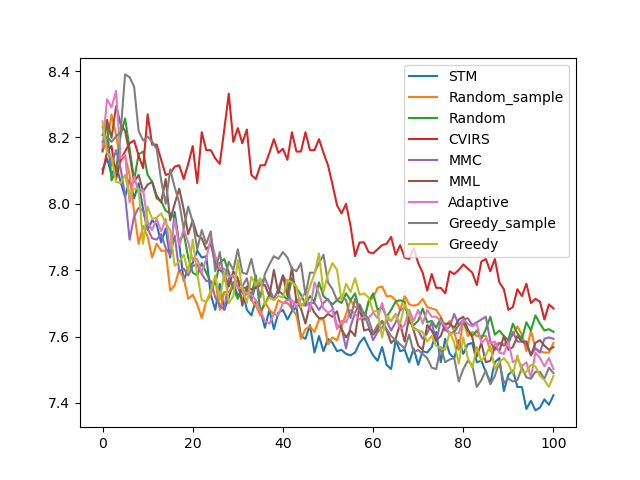 8.4
8.2
8.0
7.8
7.6
7.4
0
20
40
60
80
100
STM
Random_sample
Random
CVIRS
MMC
MML
Adaptive
Greedy_sample
Greedy